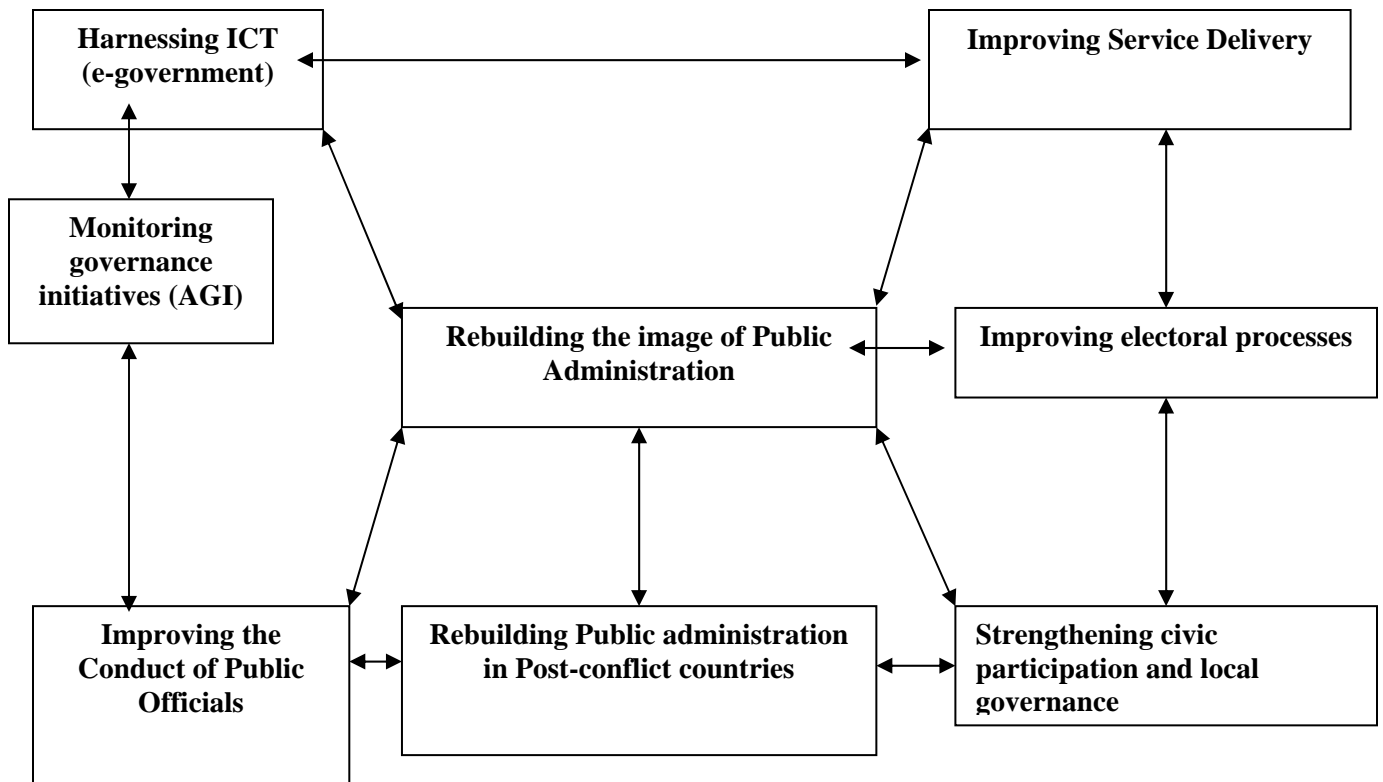 Harnessing ICT
(e-government)
Improving Service Delivery
Monitoring
governance
initiatives (AGI)
Rebuilding the image of Public
Administration
Improving electoral processes
Improving the
Conduct of Public
Officials
Rebuilding Public administration
in Post-conflict countries
Strengthening civic
participation and local
governance